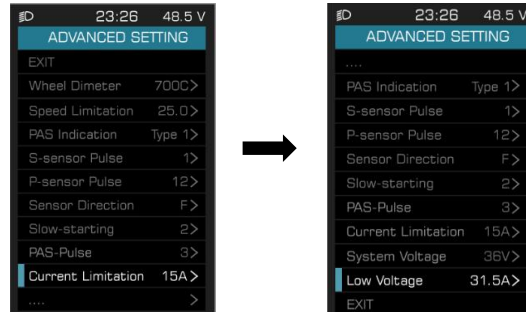 23:26 48.5 V
ADVANCED SETTING
EXIT
Wheel Dimeter 700C>
Speed Limitation 25.0>
PAS Indication Type 1>
S-sensor Pulse 1>
P-sensor Pulse 12>
Sensor Direction F>
Slow-starting 2>
PAS-Pulse 3>
Current Limitation 15A>
.... >
23:26 48.5 V
ADVANCED SETTING
....
PAS Indication Type 1>
S-sensor Pulse 1>
P-sensor Pulse 12>
Sensor Direction F>
Slow-starting 2>
PAS-Pulse 3>
Current Limitation 15A>
System Voltage 36V>
Low Voltage 31.5A>
EXIT